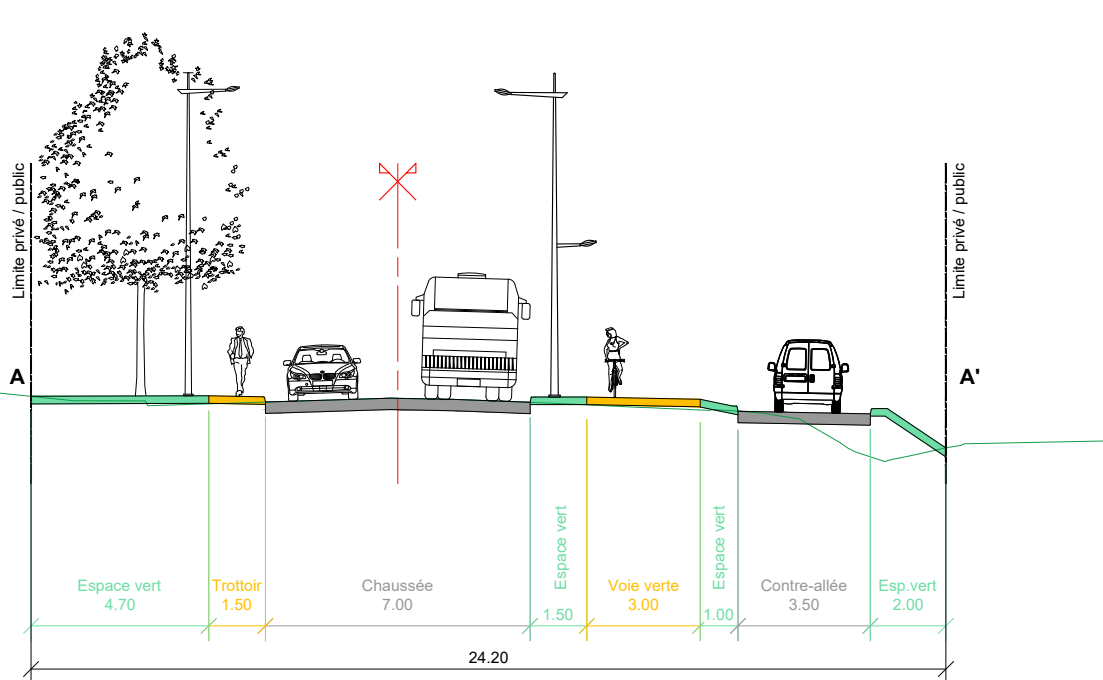 Limite privé / public
Limite privé / public
A
A'
Espace vert
4.70
Trottoir
1.50
Chaussée
7.00
Espace vert
1.50
Voie verte
3.00
Espace vert
1.00
Contre-allée
3.50
Esp.vert
2.00
24.20